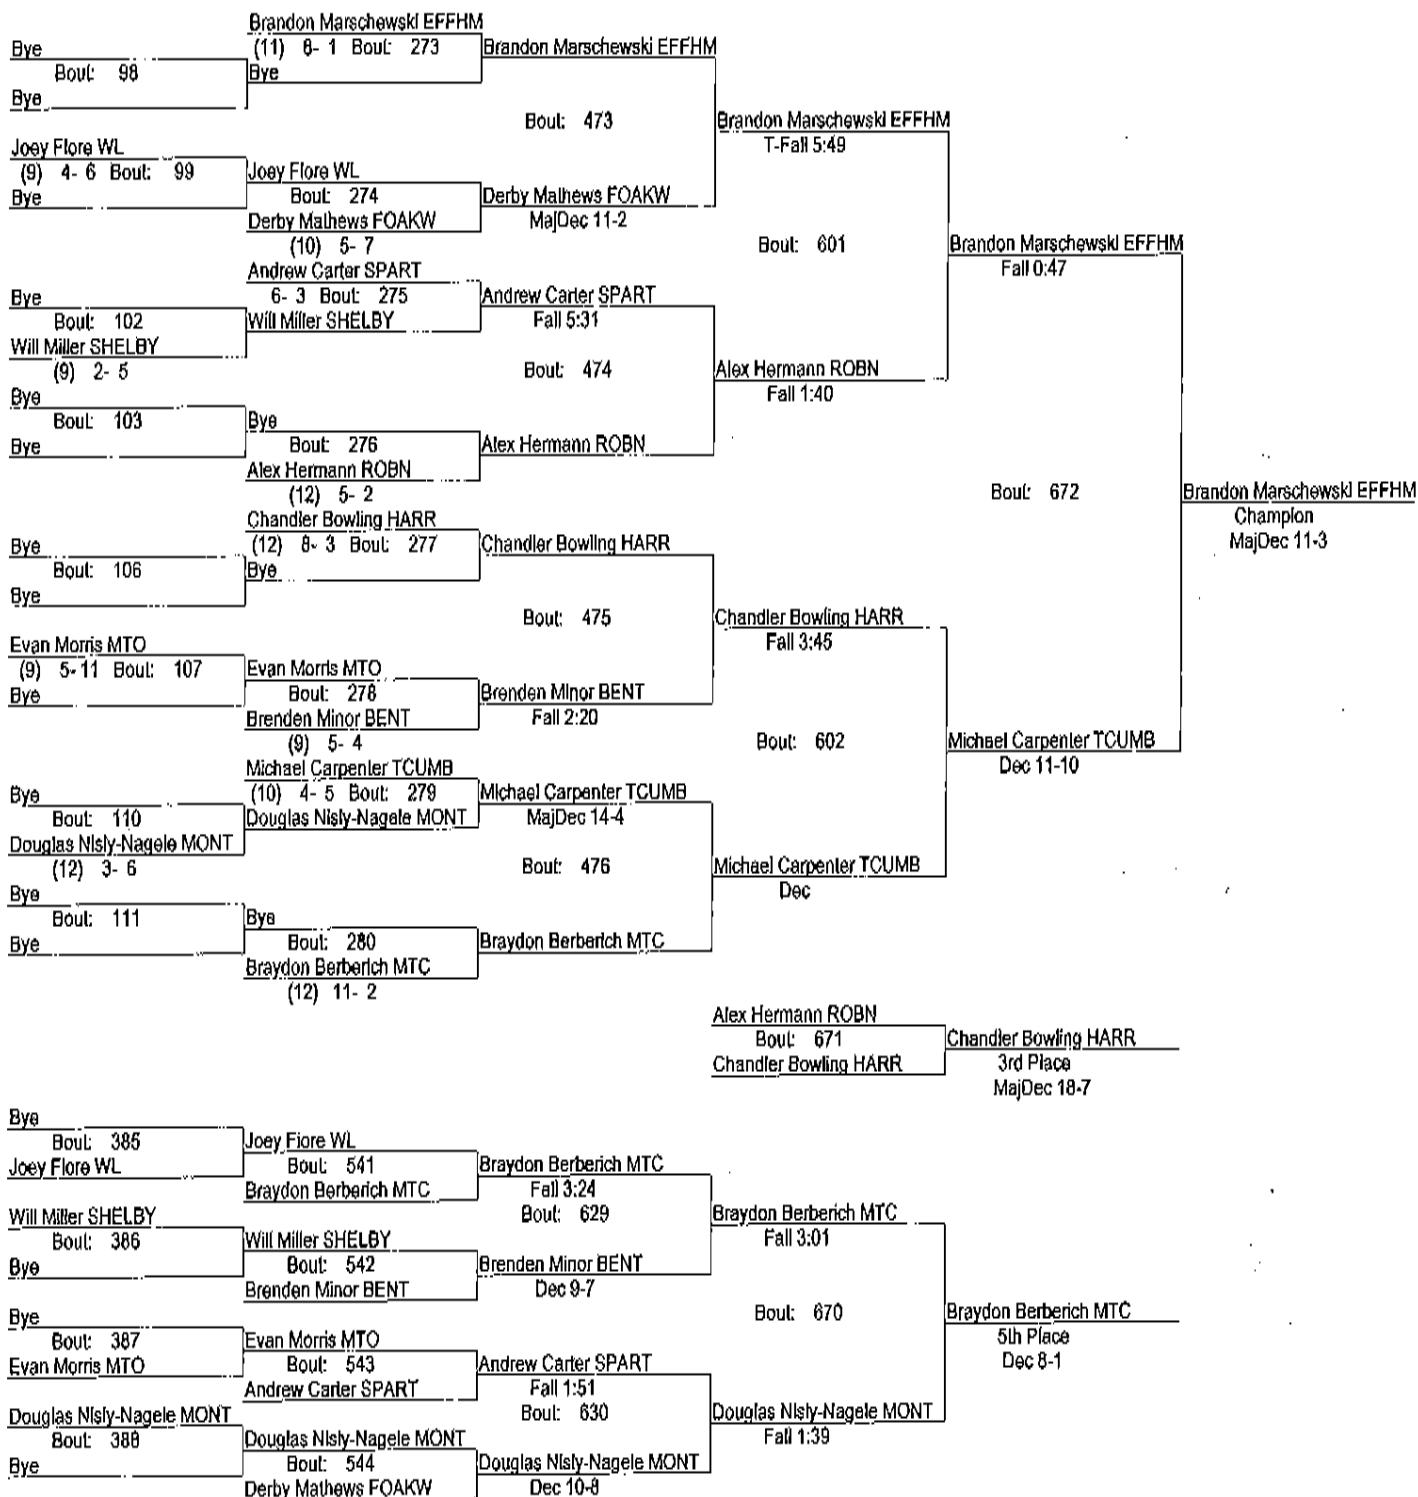 Brandon Marschewski EFFHM
Bye
(11) 8- 1 Bout: 273
Brandon Marschewski EFFHM
Bout: 98
Bye
Bye
Bout: 473
Brandon Marschewski EFFHM
T-Fall 5:49
Joey Fiore WL
(9) 4- 6 Bout: 99
Joey Fiore WL
Bye
Bout: 274
Derby Mathews FOAKW
Derby Mathews FOAKW
MajDec 11-2
(10) 5- 7
Bout: 601
Brandon Marschewski EFFHM
Fall 0:47
Andrew Carter SPART
Bye
6- 3 Bout: 275
Andrew Carter SPART
Bout: 102
Will Miller SHELBY
Fall 5:31
Will Miller SHELBY
(9) 2- 5
Bout: 474
Alex Hermann ROBN
Fall 1:40
Bye
Bout: 103
Bye
Bye
Bout: 276
Alex Hermann ROBN
Alex Hermann ROBN
(12) 5- 2
Bout: 672
Brandon Marschewski EFFHM
Champion
MajDec 11-3
Chandler Bowling HARR
Bye
(12) 8- 3 Bout: 277
Chandler Bowling HARR
Bout: 106
Bye
Bye
Bout: 475
Chandler Bowling HARR
Fall 3:45
Evan Morris MTO
(9) 5-11 Bout: 107
Evan Morris MTO
Bye
Bout: 278
Brenden Minor BENT
Brenden Minor BENT
Fall 2:20
(9) 5- 4
Bout: 602
Michael Carpenter TCUMB
Dec 11-10
Michael Carpenter TCUMB
Bye
(10) 4- 5 Bout: 279
Michael Carpenter TCUMB
Bout: 110
Douglas Nisly-Nagele MONT
MajDec 14-4
Douglas Nisly-Nagele MONT
(12) 3- 6
Bout: 476
Michael Carpenter TCUMB
Dec
Bye
Bout: 111
Bye
Bye
Bout: 280
Braydon Berberich MTC
Braydon Berberich MTC
(12) 11- 2
Alex Hermann ROBN
Bout: 671
Chandler Bowling HARR
Chandler Bowling HARR
3rd Place
MajDec 18-7
Bye
Bout: 385
Joey Fiore WL
Joey Fiore WL
Bout: 541
Braydon Berberich MTC
Braydon Berberich MTC
Fall 3:24
Will Miller SHELBY
Bout: 629
Braydon Berberich MTC
Bout: 386
Will Miller SHELBY
Fall 3:01
Bye
Bout: 542
Brenden Minor BENT
Brenden Minor BENT
Dec 9-7
Bye
Bout: 670
Braydon Berberich MTC
Bout: 387
Evan Morris MTO
5th Place
Evan Morris MTO
Bout: 543
Andrew Carter SPART
Dec 8-1
Andrew Carter SPART
Fall 1:51
Douglas Nisly-Nagele MONT
Bout: 630
Douglas Nisly-Nagele MONT
Bout: 388
Douglas Nisly-Nagele MONT
Fall 1:39
Bye
Bout: 544
Douglas Nisly-Nagele MONT
Derby Mathews FOAKW
Dec 10-8